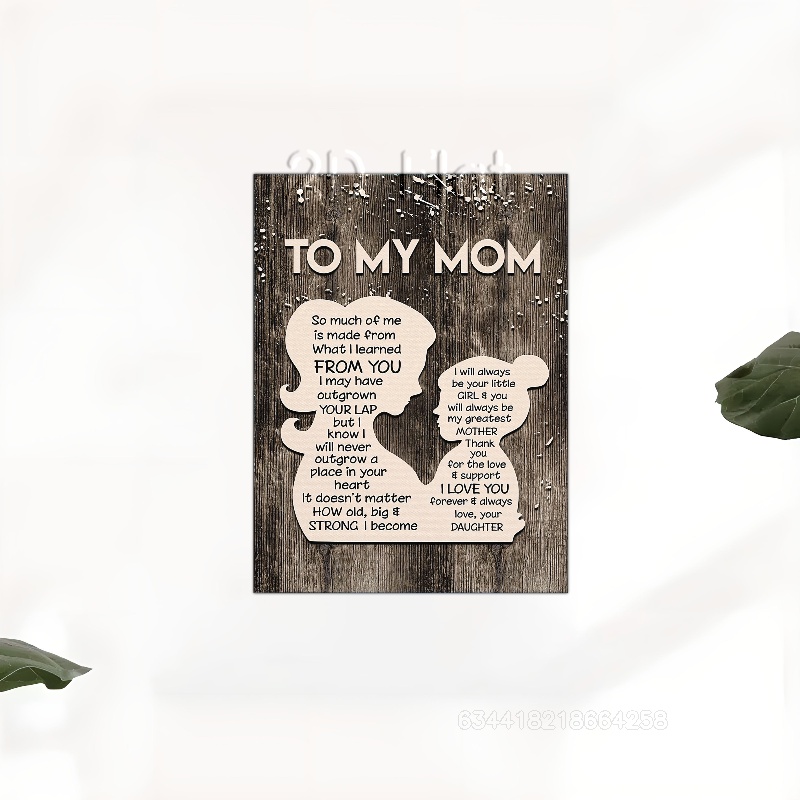 2D Flat
TO MY MOM
So much of me
is made from
What I learned
FROM YOU
I may have
outgrown
YOUR LAP
but I
know I
will never
outgrow a
place in your
heart
It doesn't matter
HOW old, big &
STRONG I become
I will always
be your little
GIRL & you
will always be
my greatest
MOTHER
Thank
you
for the love
& support
I LOVE YOU
forever & always
love, your
DAUGHTER
634418218664258